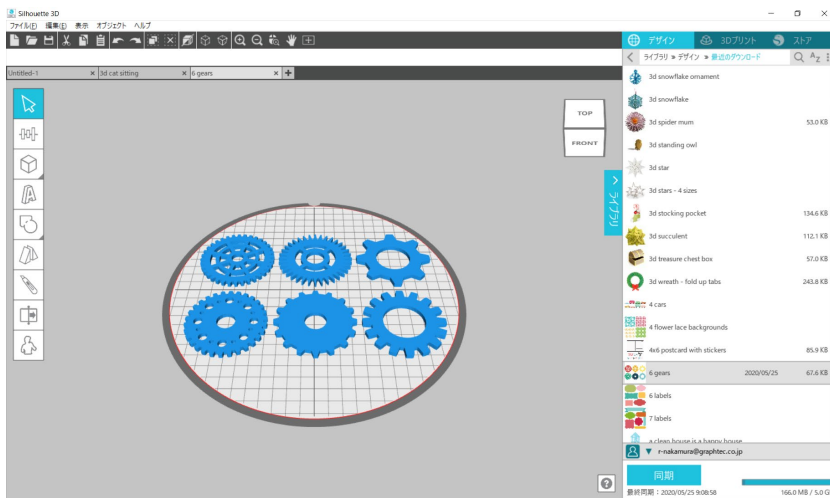 Silhouette 3D
ファイル(F) 編集(E) 表示 オブジェクト ヘルプ
デザイン 3Dプリント ストア
ライブラリ » デザイン » 最近のダウンロード
Untitled-1 × 3d cat sitting × 6 gears ×
TOP
FRONT
ライブラリ
3d snowflake ornament
3d snowflake
3d spider mum 53.0 KB
3d standing owl
3d star
3d stars - 4 sizes
3d stocking pocket 134.6 KB
3d succulent 112.1 KB
3d treasure chest box 57.0 KB
3d wreath - fold up tabs 243.8 KB
4 cars
4 flower lace backgrounds
4x6 postcard with stickers 85.9 KB
6 gears 2020/05/25 67.6 KB
6 labels
7 labels
a clean house is a happy house
r-nakamura@graphtec.co.jp
同期
最終同期：2020/05/25 9:08:58 166.0 MB / 5.0 G